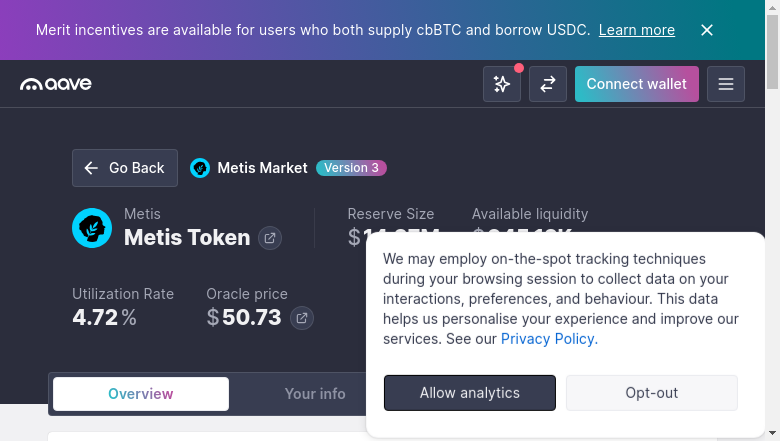 Merit incentives are available for users who both supply cbBTC and borrow USDC. Learn more
aave
Connect wallet
Go Back
Metis Market
Version 3
Metis
Metis Token
Reserve Size
Available liquidity
Utilization Rate
4.72 %
Oracle price
$ 50.73
We may employ on-the-spot tracking techniques
during your browsing session to collect data on your
interactions, preferences, and behaviour. This data
helps us personalise your experience and improve our
services. See our Privacy Policy.
Allow analytics
Opt-out
Overview
Your info